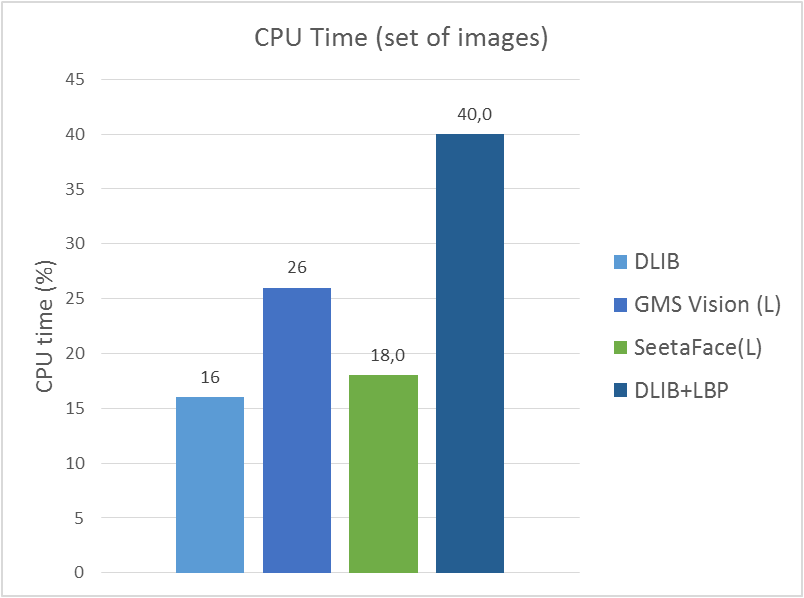 CPU Time (set of images)
45
40
35
30
25
20
15
10
5
0
CPU time (%)
16
26
18,0
40,0
DLIB
GMS Vision (L)
SeetaFace(L)
DLIB+LBP